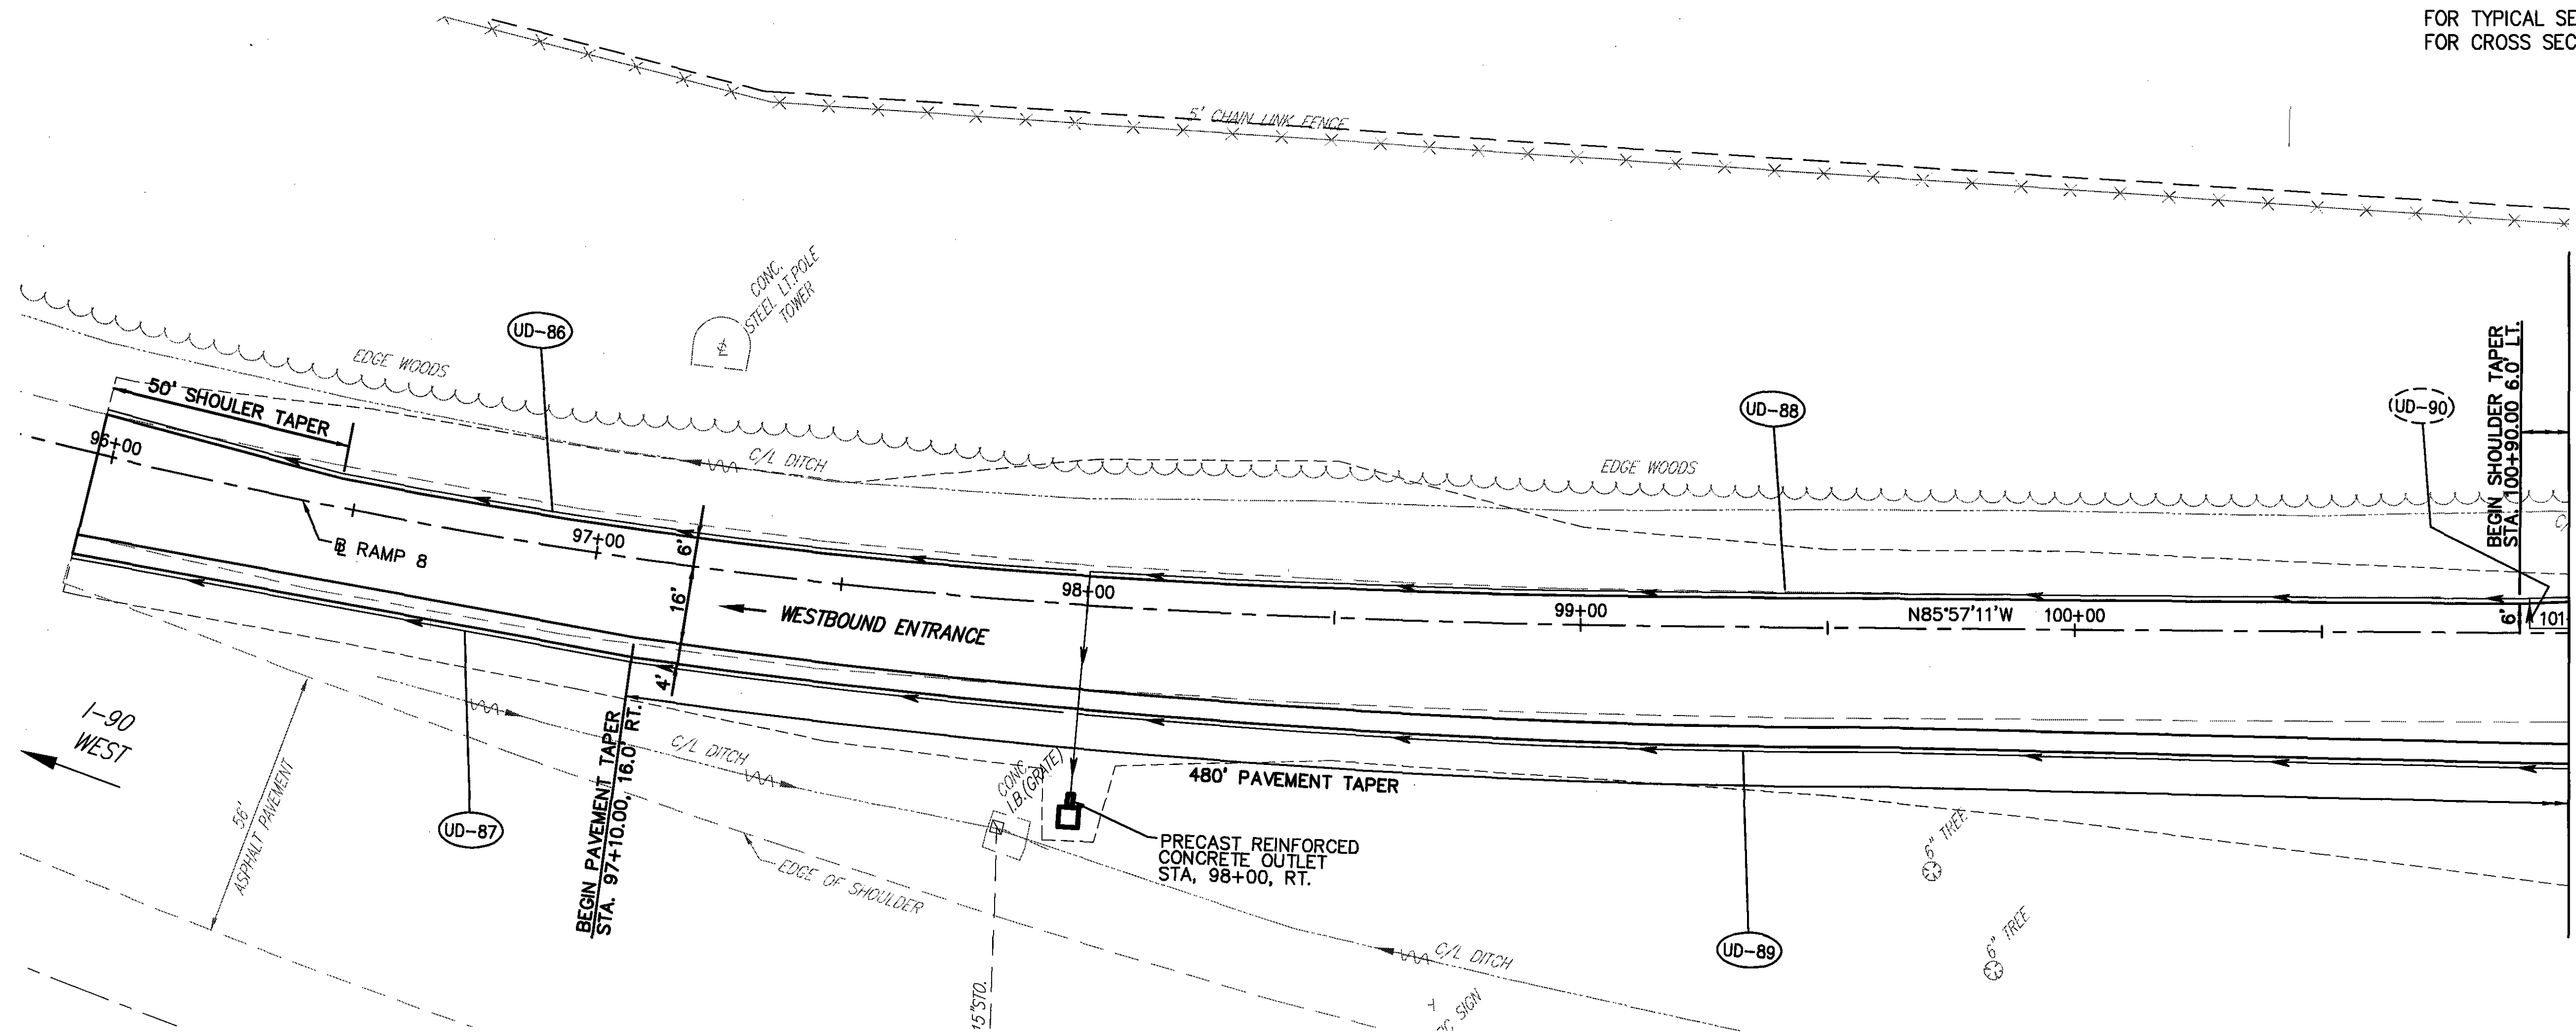 FOR TYPICAL SE
FOR CROSS SEC
5' CHAIN LINK FENCE
CONC.
STEEL LT.POLE
TOWER
UD-86
EDGE WOODS
50' SHOULER TAPER
96+00
C/L DITCH
UD-88
EDGE WOODS
(UD-90)
BEGIN SHOULDER TAPER
STA. 100+90.00 6.0' LT.
97+00
6'
16'
4'
BL RAMP 8
98+00
WESTBOUND ENTRANCE
99+00
N85°57'11'W
100+00
6'
101
I-90
WEST
56'
ASPHALT PAVEMENT
UD-87
BEGIN PAVEMENT TAPER
STA. 97+10.00, 16.0' RT.
C/L DITCH
CONC.
I.B.(GRATE)
480' PAVEMENT TAPER
PRECAST REINFORCED
CONCRETE OUTLET
STA, 98+00, RT.
EDGE OF SHOULDER
15"STO.
UD-89
6" TREE
6" TREE
C/L DITCH
SIGN